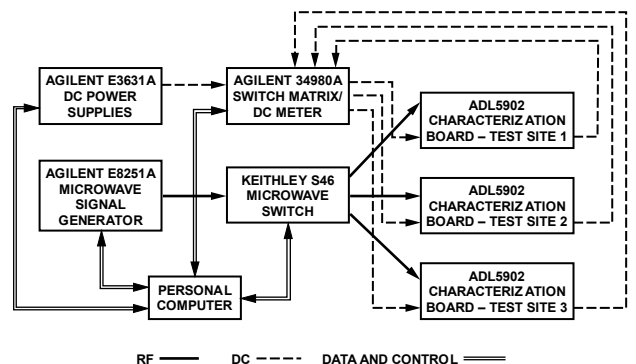 AGILENT E3631A
DC POWER
SUPPLIES
AGILENT 34980A
SWITCH MATRIX/
DC METER
ADL5902
CHARACTERIZATION
BOARD – TEST SITE 1
AGILENT E8251A
MICROWAVE
SIGNAL
GENERATOR
KEITHLEY S46
MICROWAVE
SWITCH
ADL5902
CHARACTERIZATION
BOARD – TEST SITE 2
PERSONAL
COMPUTER
ADL5902
CHARACTERIZATION
BOARD – TEST SITE 3
RF DC DATA AND CONTROL